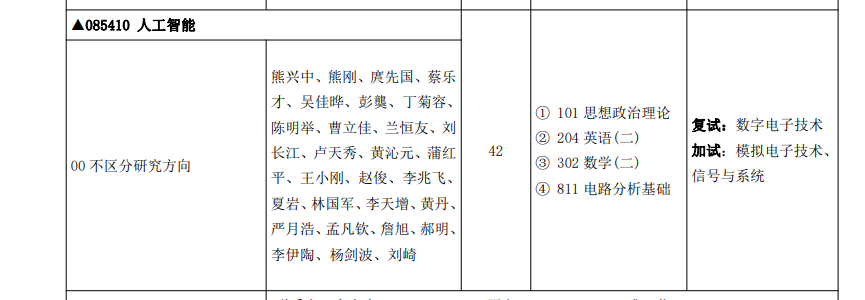 ▲085410 人工智能
00 不区分研究方向
熊兴中、熊刚、庹先国、蔡乐
才、吴佳晔、彭龑、丁菊容、
陈明举、曹立佳、兰恒友、刘
长江、卢天秀、黄沁元、蒲红
平、王小刚、赵俊、李兆飞、
夏岩、林国军、李天增、黄丹、
严月浩、孟凡钦、詹旭、郝明、
李伊陶、杨剑波、刘崎
42
① 101 思想政治理论
② 204 英语(二)
③ 302 数学(二)
④ 811 电路分析基础
复试：数字电子技术
加试：模拟电子技术、
信号与系统